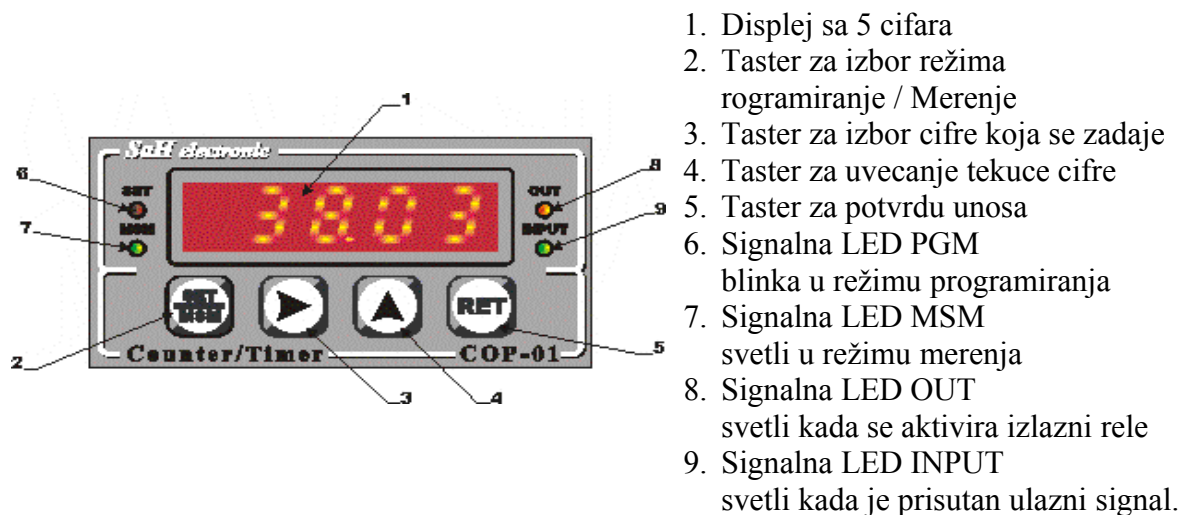 1. Displej sa 5 cifara
2. Taster za izbor režima
rogramiranje / Merenje
3. Taster za izbor cifre koja se zadaje
4. Taster za uvecanje tekuce cifre
5. Taster za potvrdu unosa
6. Signalna LED PGM
blinka u režimu programiranja
7. Signalna LED MSM
svetli u režimu merenja
8. Signalna LED OUT
svetli kada se aktivira izlazni rele
9. Signalna LED INPUT
svetli kada je prisutan ulazni signal.
1
SaH electronic
6
SET
38.03
OUT
8
7
MSM
INPUT
9
SET
MSM
RET
2
Counter/Timer
COP-01
5
3
4